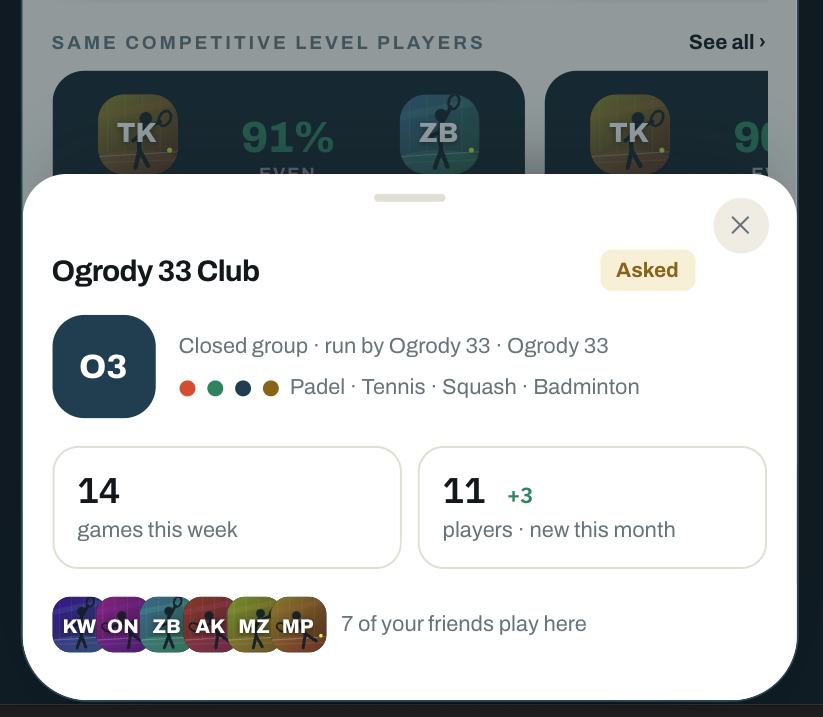 SAME COMPETITIVE LEVEL PLAYERS See all ›
TK 91% ZB TK
EVEN
Ogrody 33 Club Asked
O3
Closed group · run by Ogrody 33 · Ogrody 33
Padel · Tennis · Squash · Badminton
14
games this week
11 +3
players · new this month
KW ON ZB AK MZ MP 7 of your friends play here